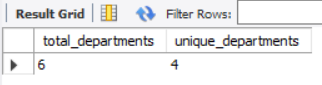 Result Grid Filter Rows:
total_departments unique_departments
6 4